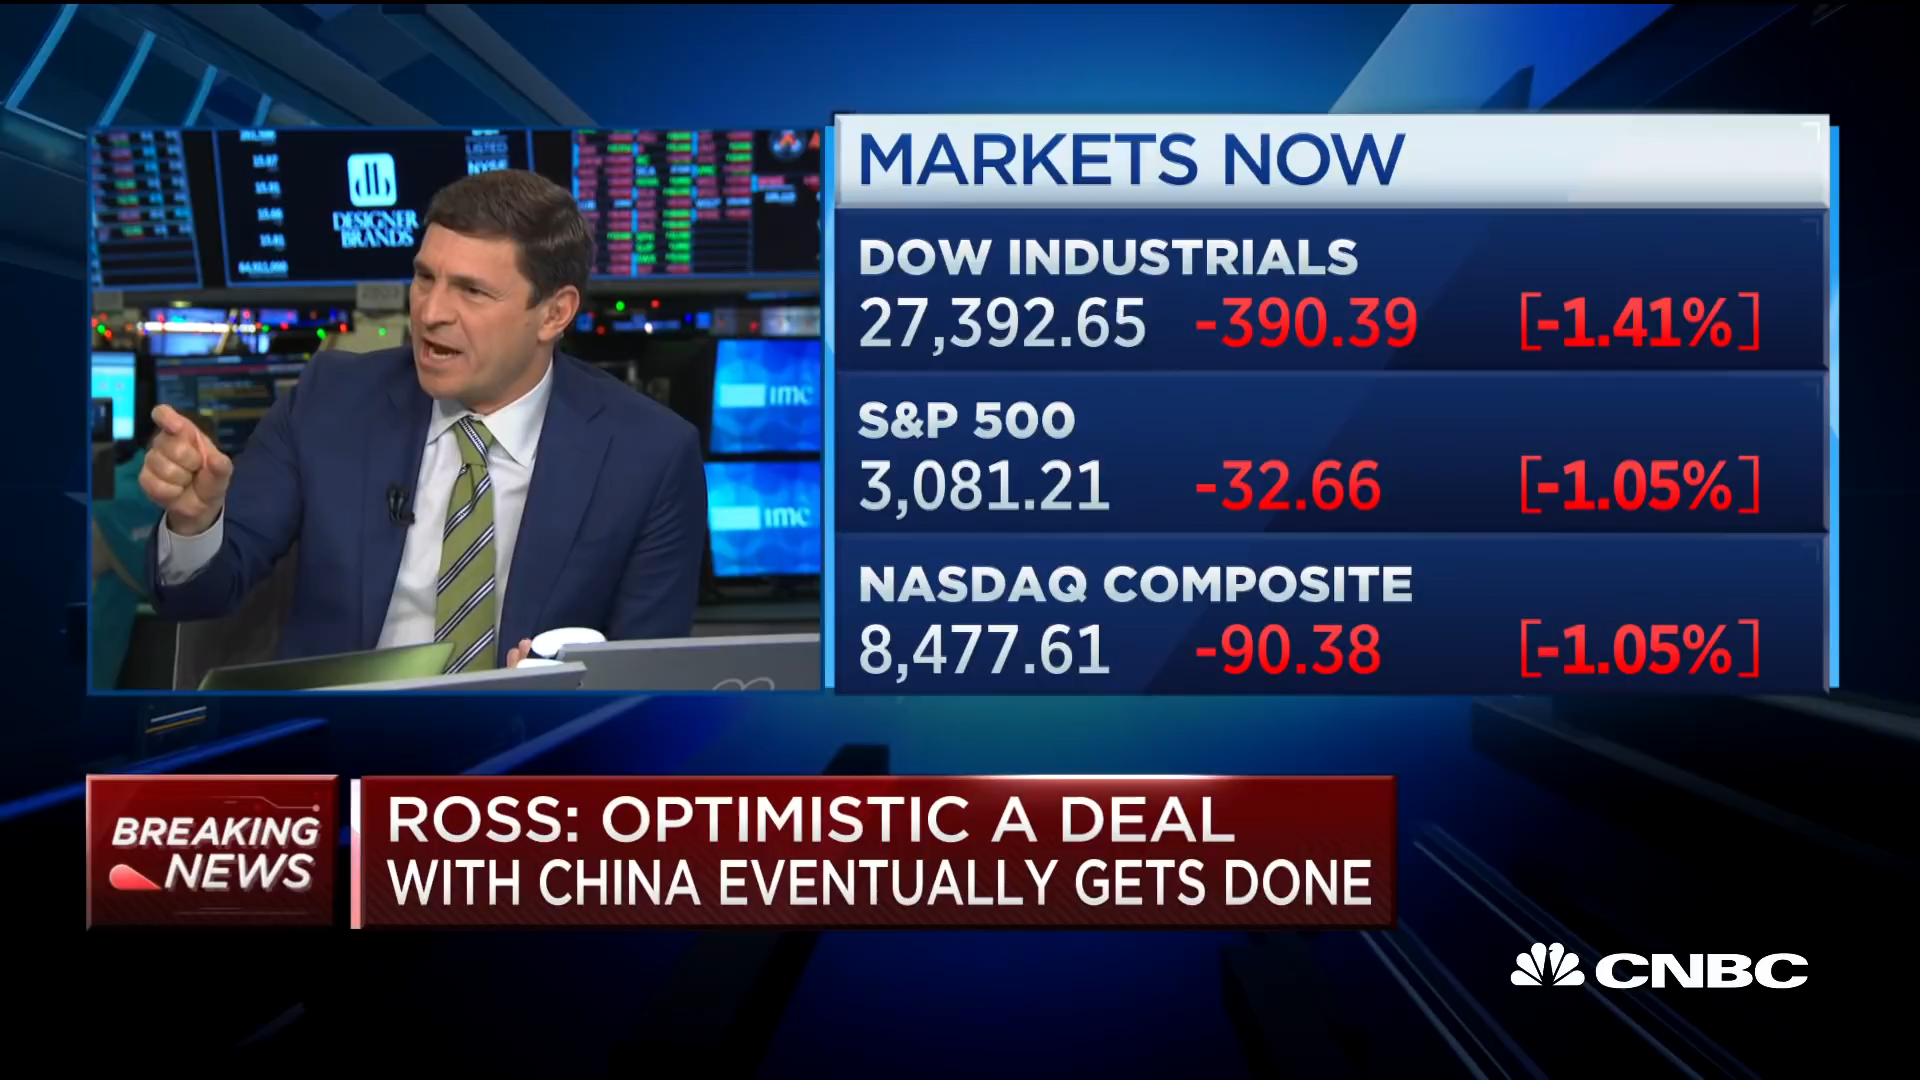 LISTED
NYSE
DESIGNER
BRANDS
imc
imc
MARKETS NOW
DOW INDUSTRIALS
27,392.65 -390.39 [-1.41%]
S&P 500
3,081.21 -32.66 [-1.05%]
NASDAQ COMPOSITE
8,477.61 -90.38 [-1.05%]
BREAKING
NEWS
ROSS: OPTIMISTIC A DEAL
WITH CHINA EVENTUALLY GETS DONE
CNBC